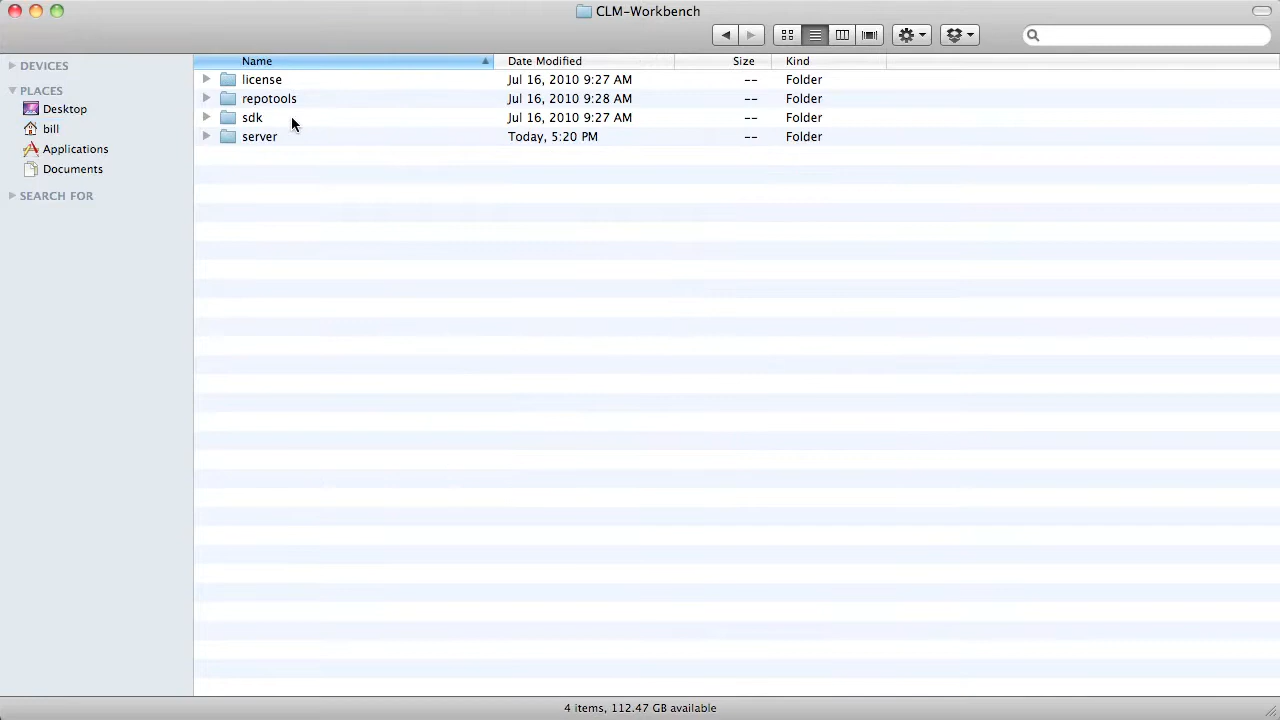 CLM-Workbench
DEVICES
PLACES
Desktop
bill
Applications
Documents
SEARCH FOR
Name Date Modified Size Kind
license Jul 16, 2010 9:27 AM -- Folder
repotools Jul 16, 2010 9:28 AM -- Folder
sdk Jul 16, 2010 9:27 AM -- Folder
server Today, 5:20 PM -- Folder
4 items, 112.47 GB available